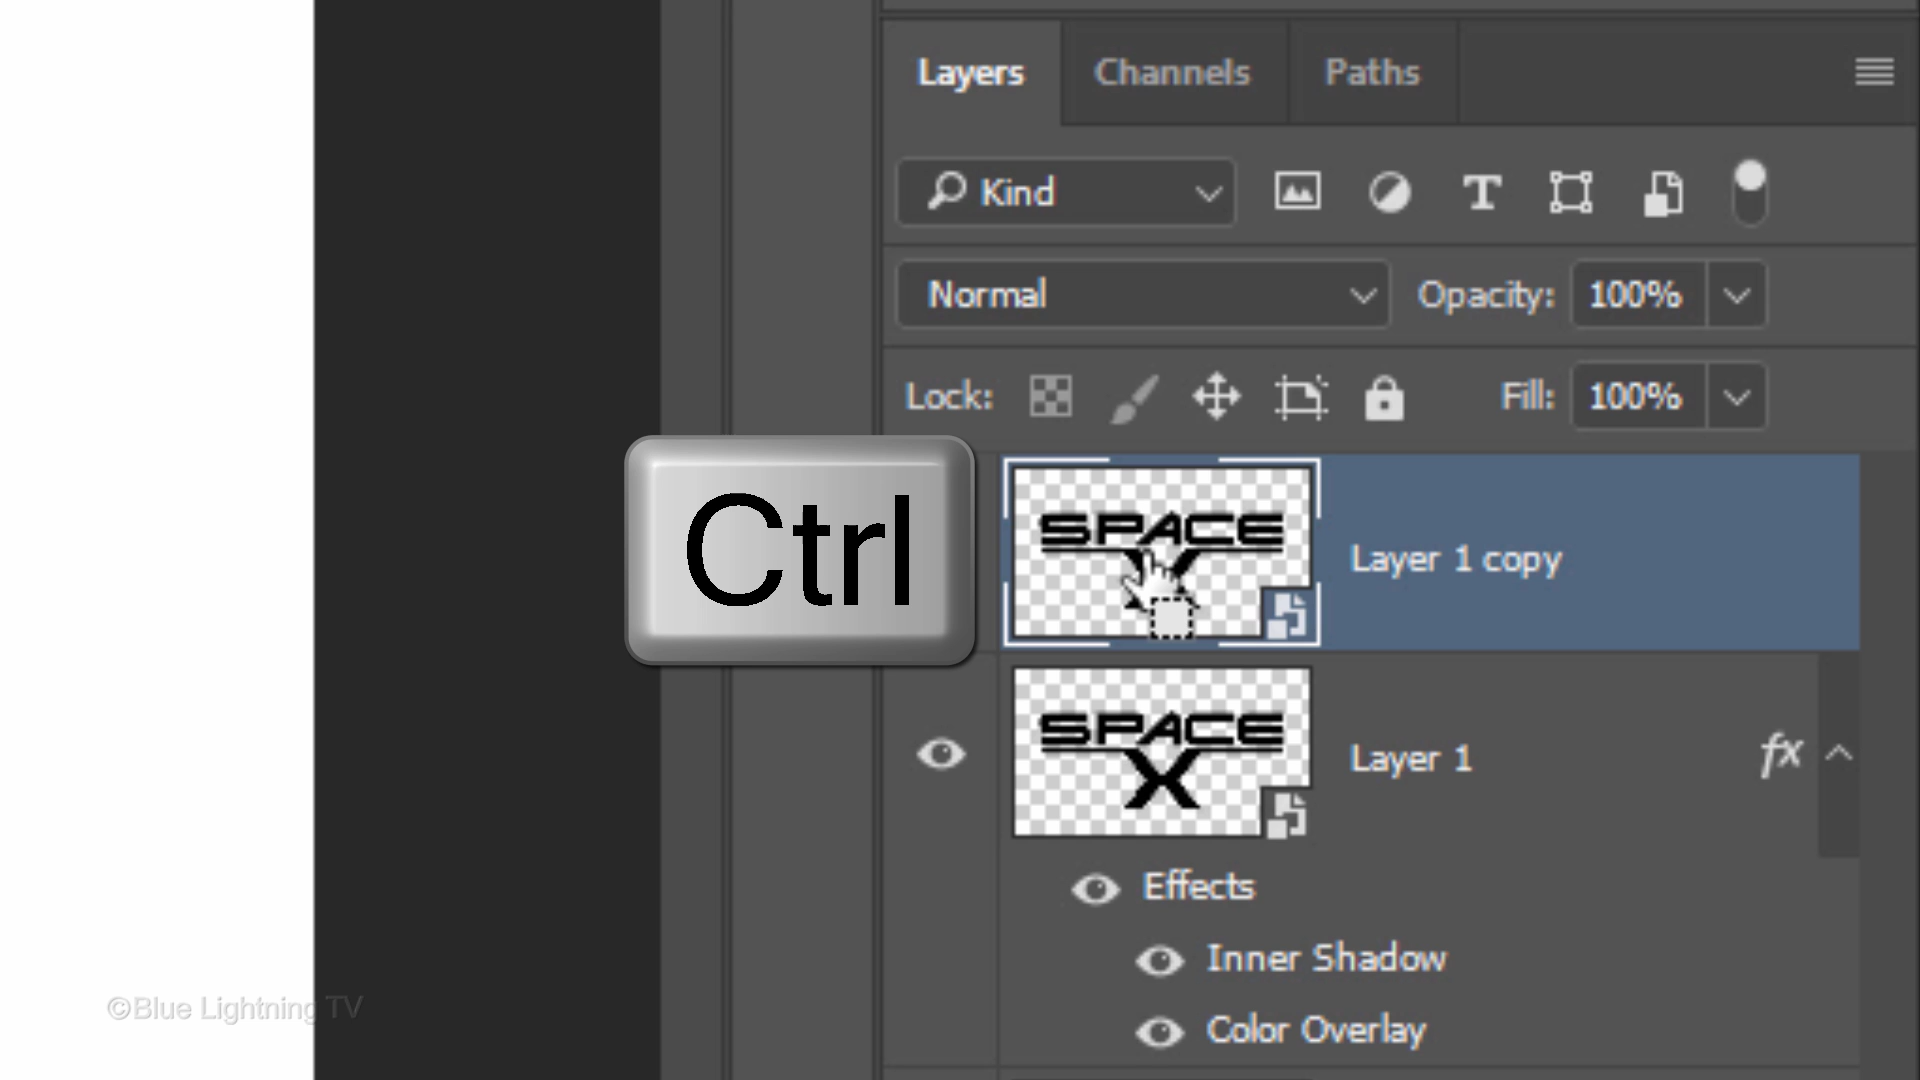 Layers Channels Paths
Kind
T
Normal Opacity: 100%
Lock: Fill: 100%
Ctrl
SPACE
Layer 1 copy
SPACE
X
Layer 1 fx
Effects
Inner Shadow
Color Overlay
©Blue Lightning TV